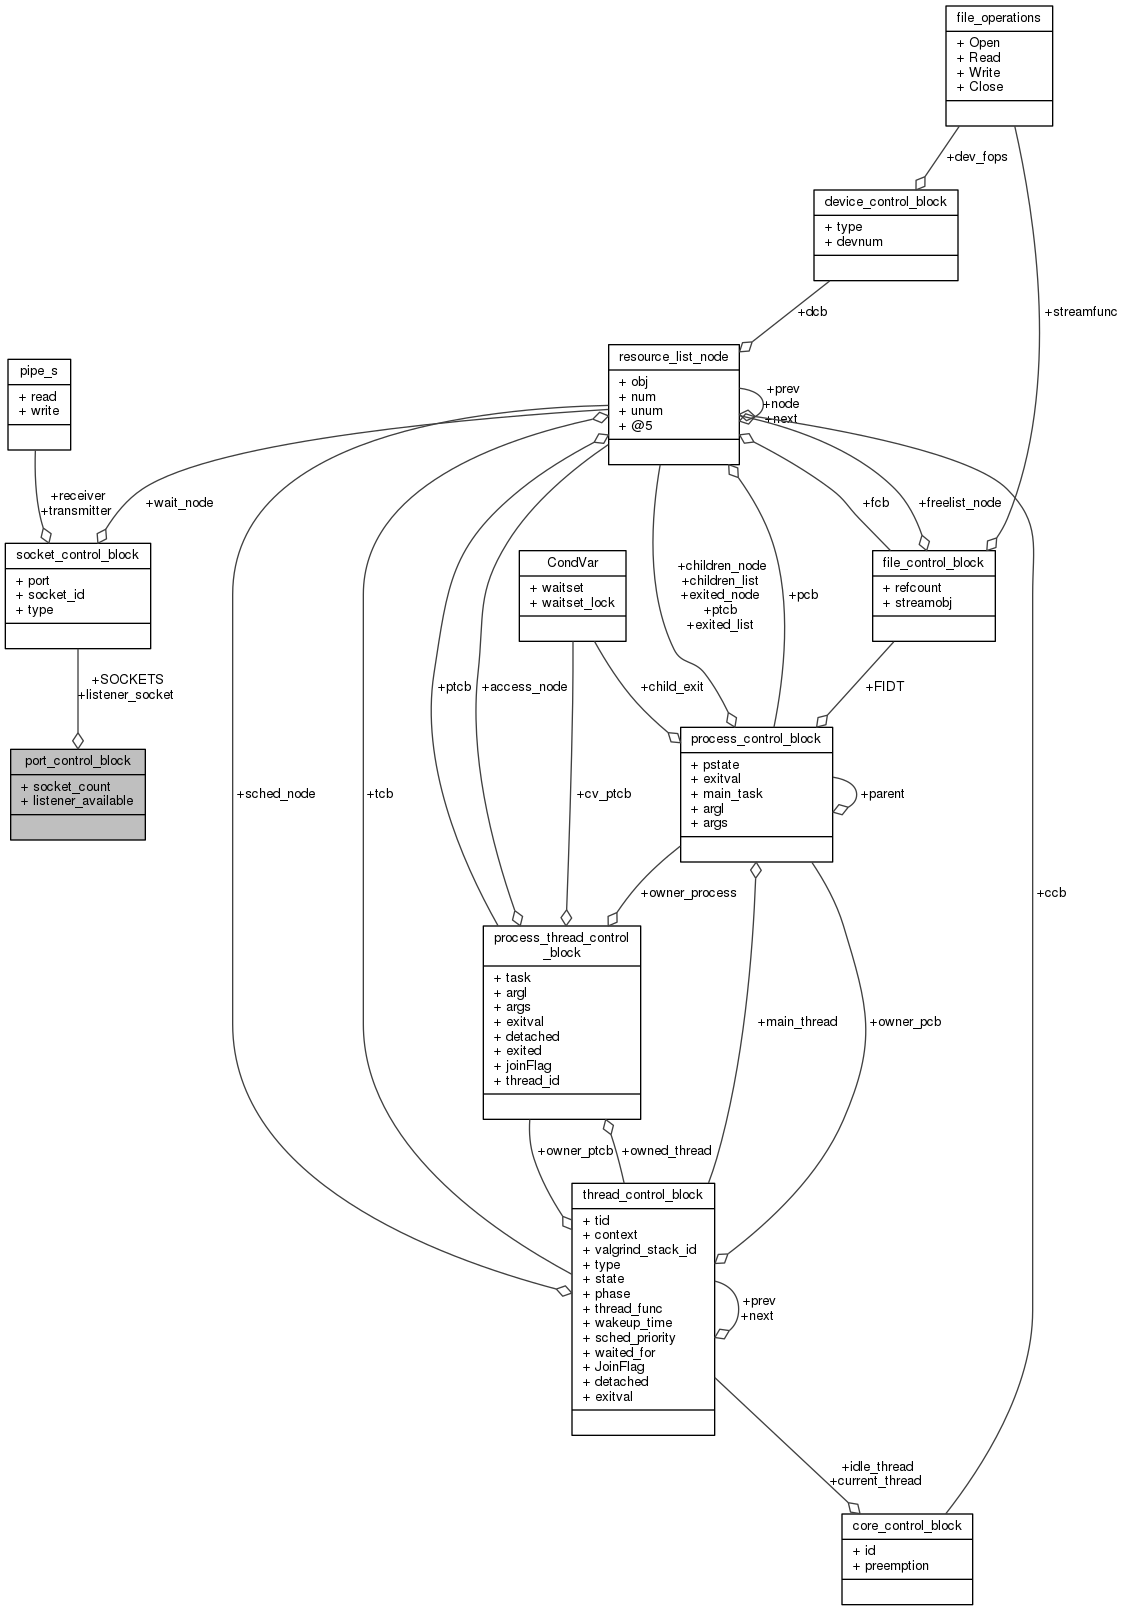 file_operations
+ Open
+ Read
+ Write
+ Close
+dev_fops
device_control_block
+ type
+ devnum
+dcb
+streamfunc
resource_list_node
+ obj
+ num
+ unum
+ @5
+prev
+node
+next
pipe_s
+ read
+ write
+receiver
+transmitter
+wait_node
+fcb
+freelist_node
socket_control_block
+ port
+ socket_id
+ type
CondVar
+ waitset
+ waitset_lock
+children_node
+children_list
+exited_node
+ptcb
+exited_list
+pcb
file_control_block
+ refcount
+ streamobj
+SOCKETS
+listener_socket
+ptcb
+access_node
+child_exit
+FIDT
port_control_block
+ socket_count
+ listener_available
+sched_node
+tcb
+cv_ptcb
process_control_block
+ pstate
+ exitval
+ main_task
+ argl
+ args
+parent
+owner_process
+ccb
process_thread_control
_block
+ task
+ argl
+ args
+ exitval
+ detached
+ exited
+ joinFlag
+ thread_id
+main_thread
+owner_pcb
+owner_ptcb
+owned_thread
thread_control_block
+ tid
+ context
+ valgrind_stack_id
+ type
+ state
+ phase
+ thread_func
+ wakeup_time
+ sched_priority
+ waited_for
+ JoinFlag
+ detached
+ exitval
+prev
+next
+idle_thread
+current_thread
core_control_block
+ id
+ preemption